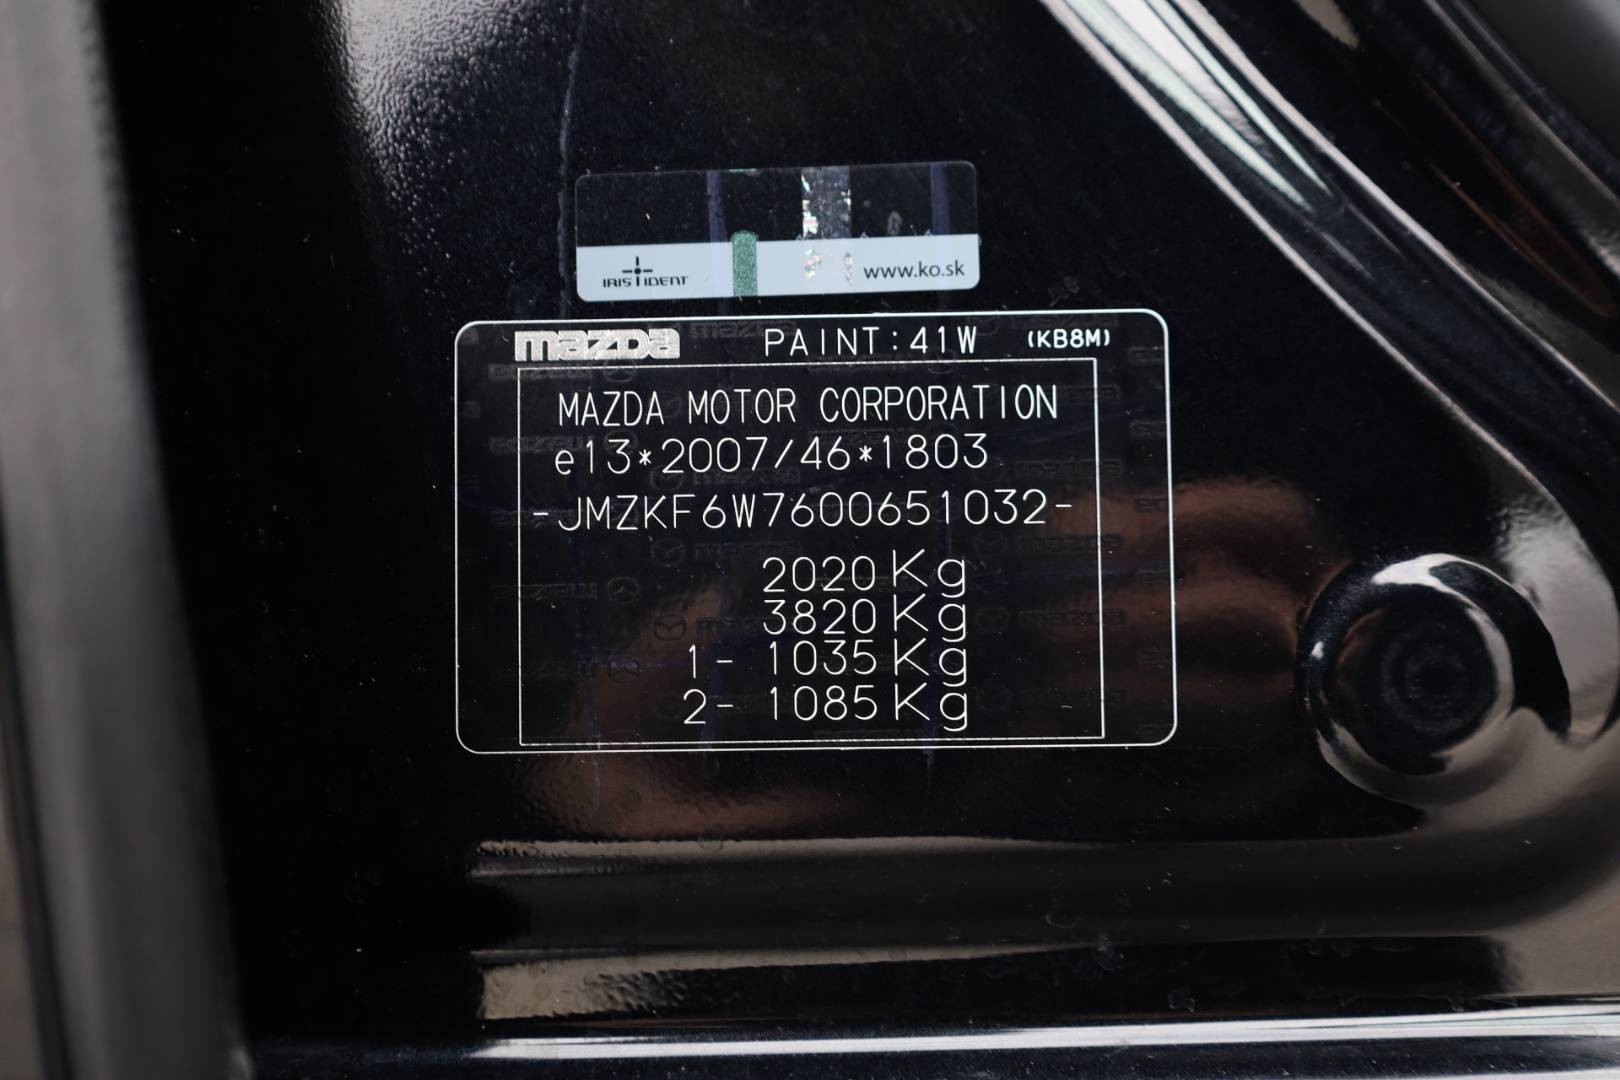 IRIS IDENT www.ko.sk
mazda PAINT:41W (KB8M)
MAZDA MOTOR CORPORATION
e13*2007/46*1803
-JMZKF6W7600651032-
2020Kg
3820Kg
1- 1035Kg
2- 1085Kg